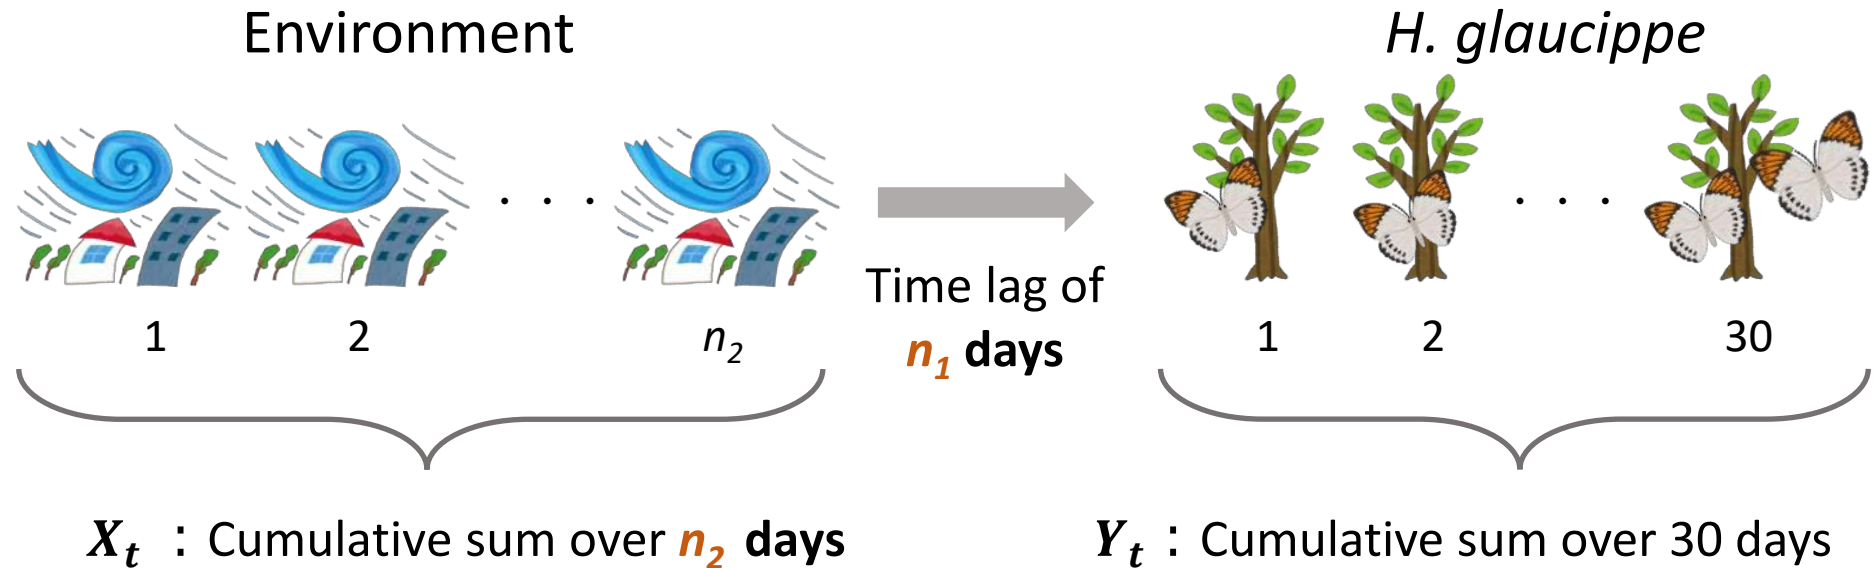 Environment
H. glaucippe
· · ·
· · ·
Time lag of
n₁ days
1 2 n₂
1 2 30
Xₜ : Cumulative sum over n₂ days
Yₜ : Cumulative sum over 30 days